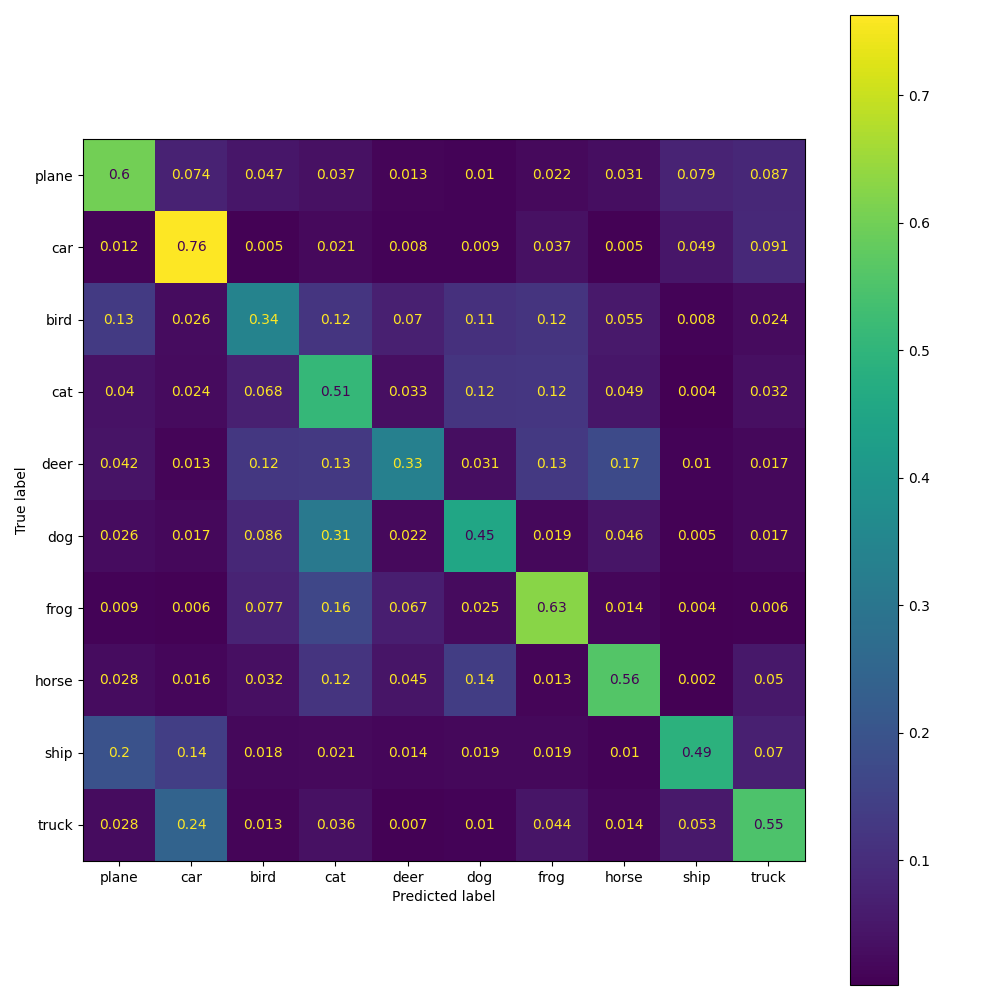 0.7
plane 0.6 0.074 0.047 0.037 0.013 0.01 0.022 0.031 0.079 0.087
0.6
car 0.012 0.76 0.005 0.021 0.008 0.009 0.037 0.005 0.049 0.091
bird 0.13 0.026 0.34 0.12 0.07 0.11 0.12 0.055 0.008 0.024
0.5
cat 0.04 0.024 0.068 0.51 0.033 0.12 0.12 0.049 0.004 0.032
deer 0.042 0.013 0.12 0.13 0.33 0.031 0.13 0.17 0.01 0.017
0.4
True label
dog 0.026 0.017 0.086 0.31 0.022 0.45 0.019 0.046 0.005 0.017
0.3
frog 0.009 0.006 0.077 0.16 0.067 0.025 0.63 0.014 0.004 0.006
horse 0.028 0.016 0.032 0.12 0.045 0.14 0.013 0.56 0.002 0.05
0.2
ship 0.2 0.14 0.018 0.021 0.014 0.019 0.019 0.01 0.49 0.07
truck 0.028 0.24 0.013 0.036 0.007 0.01 0.044 0.014 0.053 0.55
0.1
plane car bird cat deer dog frog horse ship truck
Predicted label